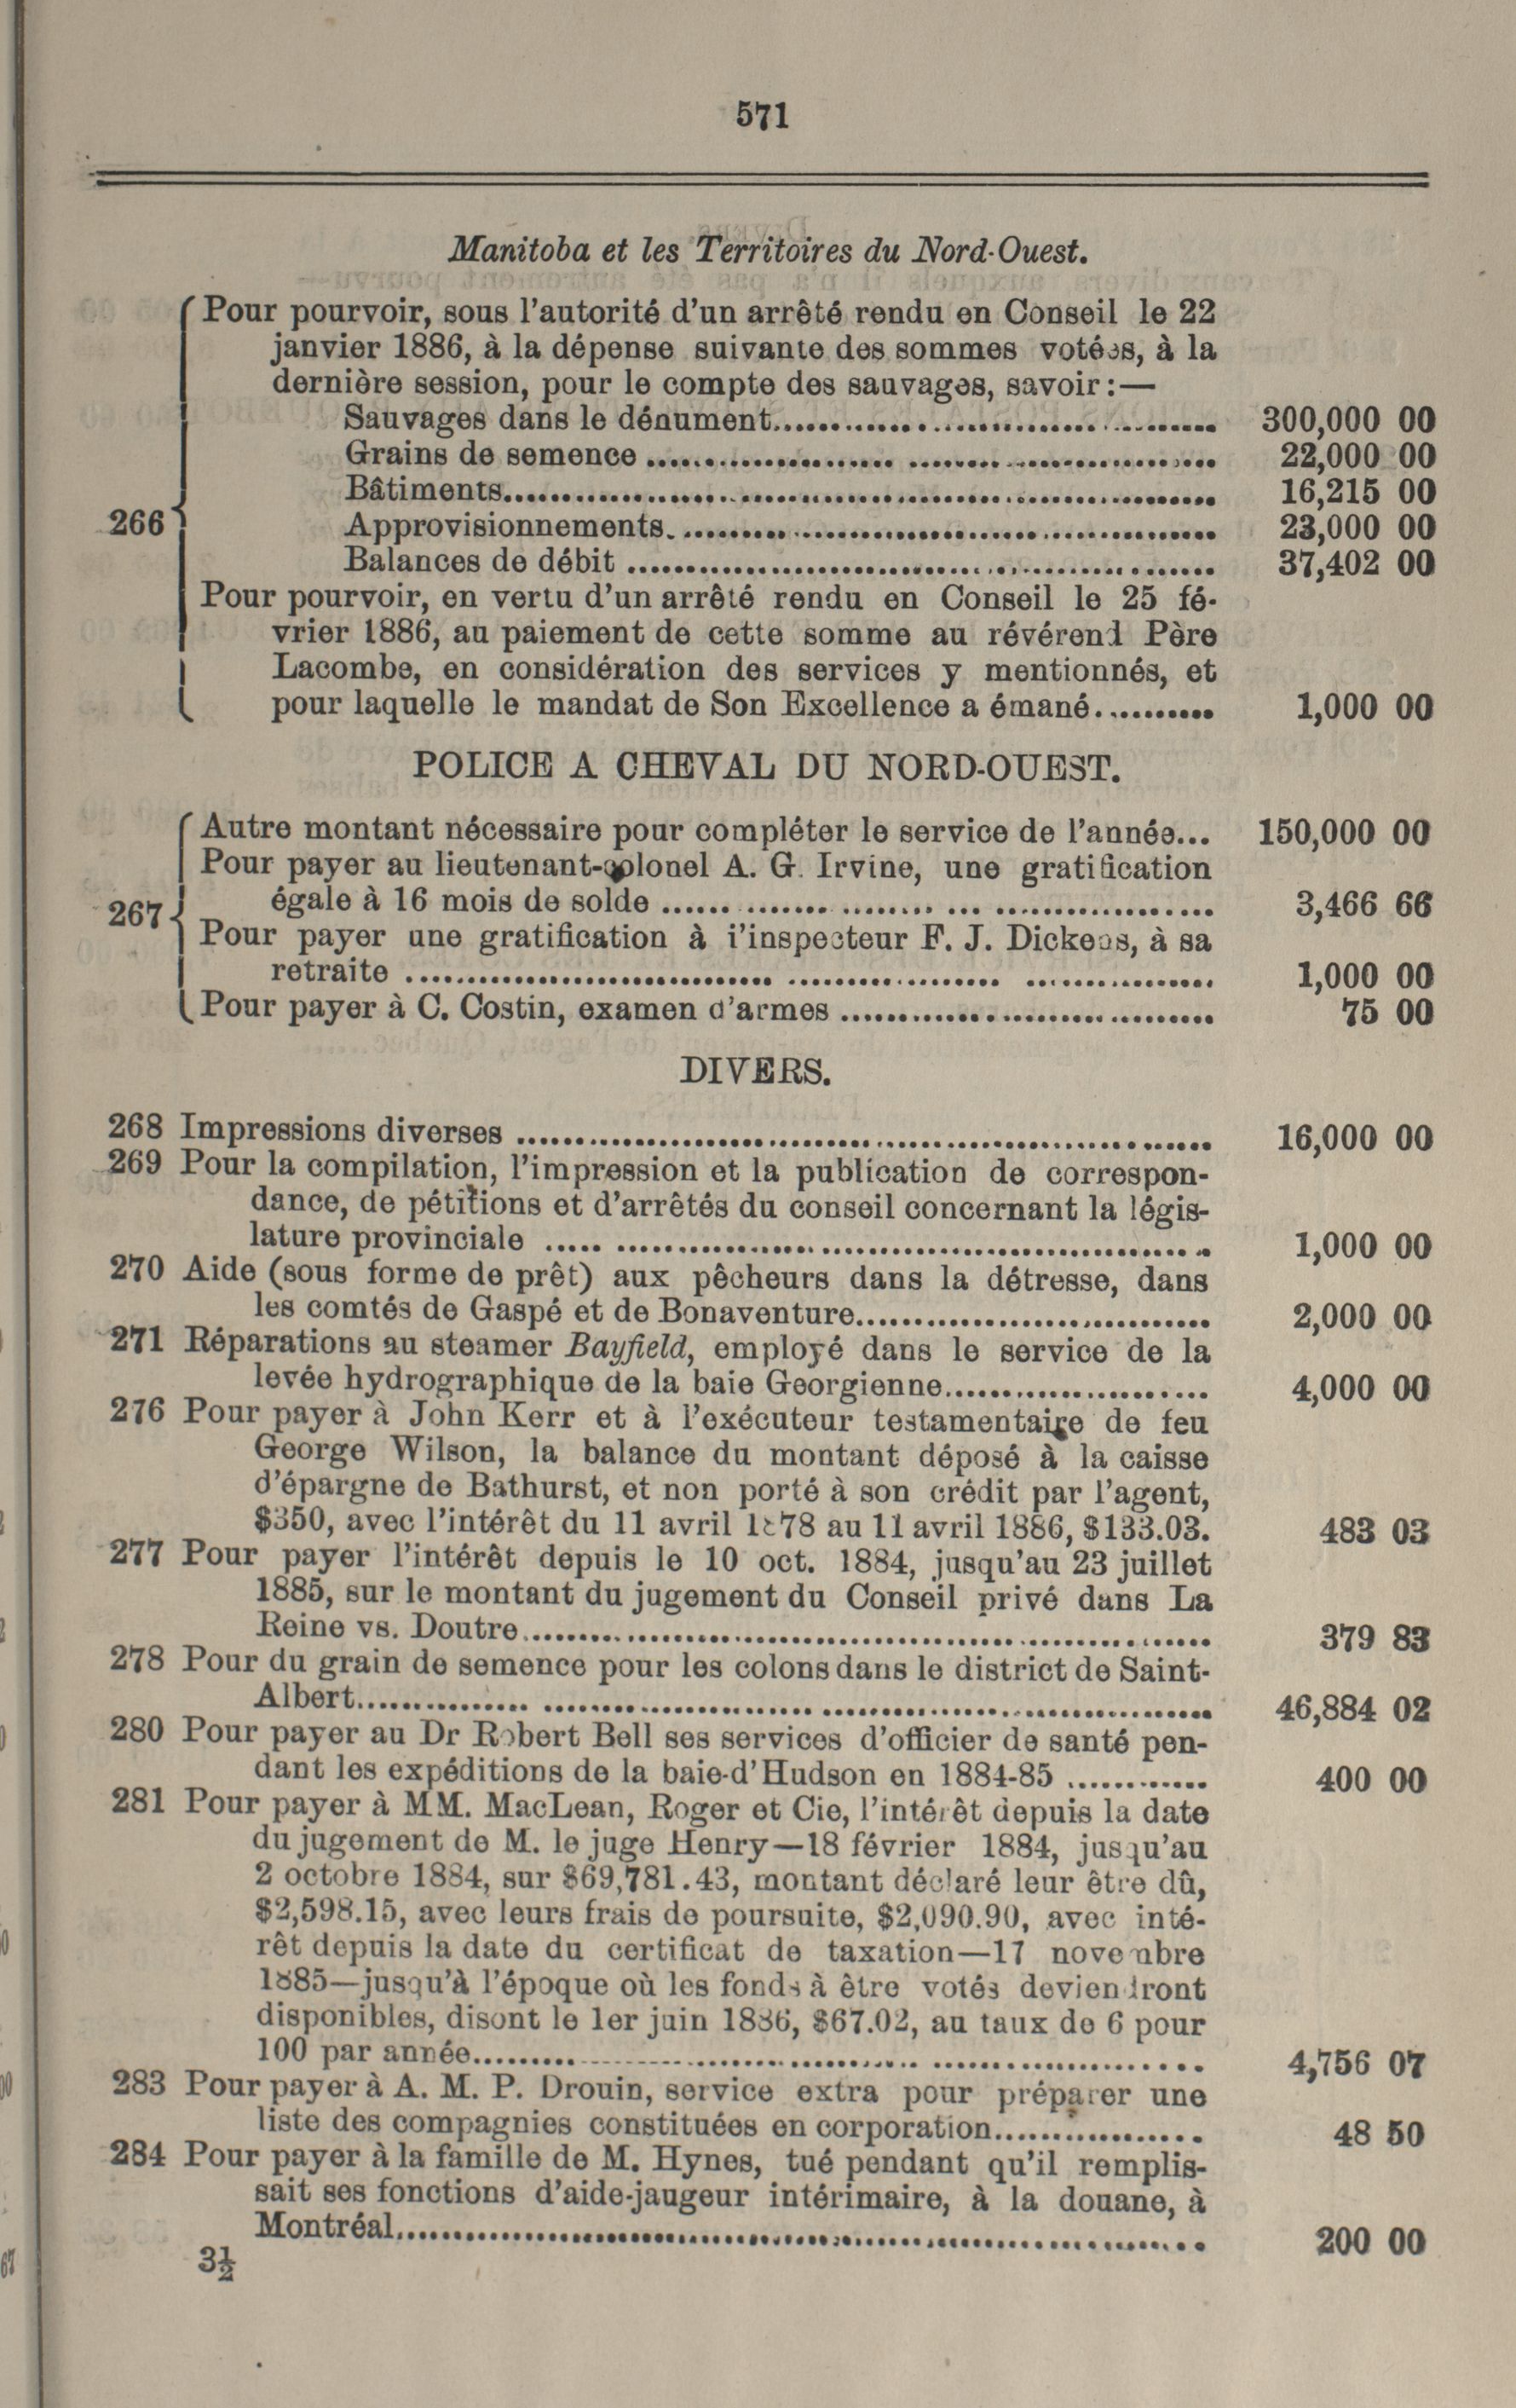 571
Manitoba et les Territoires du Nord-Ouest.
Pour pourvoir, sous l'autorité d'un arrêté rendu en Conseil le 22
janvier 1886, à la dépense suivante des sommes votées, à la
dernière session, pour le compte des sauvages, savoir:—
Sauvages dans le dénument........................................ 300,000 00
Grains de semence ........................................ 22,000 00
Bâtiments........................................ 16,215 00
266 Approvisionnements........................................ 23,000 00
Balances de débit ........................................ 37,402 00
Pour pourvoir, en vertu d'un arrêté rendu en Conseil le 25 fé-
vrier 1886, au paiement de cette somme au révérend Père
Lacombe, en considération des services y mentionnés, et
pour laquelle le mandat de Son Excellence a émané.......... 1,000 00
POLICE A CHEVAL DU NORD-OUEST.
Autre montant nécessaire pour compléter le service de l'année... 150,000 00
Pour payer au lieutenant-colonel A. G. Irvine, une gratification
267 égale à 16 mois de solde ........................................ 3,466 66
Pour payer une gratification à i'inspecteur F. J. Dickens, à sa
retraite ........................................ 1,000 00
Pour payer à C. Costin, examen d'armes .............................. 75 00
DIVERS.
268 Impressions diverses ........................................ 16,000 00
269 Pour la compilation, l'impression et la publication de correspon-
dance, de pétitions et d'arrêtés du conseil concernant la légis-
lature provinciale ........................................ 1,000 00
270 Aide (sous forme de prêt) aux pêcheurs dans la détresse, dans
les comtés de Gaspé et de Bonaventure.............................. 2,000 00
271 Réparations au steamer Bayfield, employé dans le service de la
levée hydrographique de la baie Georgienne...................... 4,000 00
276 Pour payer à John Kerr et à l'exécuteur testamentaire de feu
George Wilson, la balance du montant déposé à la caisse
d'épargne de Bathurst, et non porté à son crédit par l'agent,
$350, avec l'intérêt du 11 avril 1878 au 11 avril 1886, $133.03. 483 03
277 Pour payer l'intérêt depuis le 10 oct. 1884, jusqu'au 23 juillet
1885, sur le montant du jugement du Conseil privé dans La
Reine vs. Doutre........................................ 379 83
278 Pour du grain de semence pour les colons dans le district de Saint-
Albert........................................ 46,884 02
280 Pour payer au Dr Robert Bell ses services d'officier de santé pen-
dant les expéditions de la baie-d'Hudson en 1884-85 ............ 400 00
281 Pour payer à MM. MacLean, Roger et Cie, l'intérêt depuis la date
du jugement de M. le juge Henry—18 février 1884, jusqu'au
2 octobre 1884, sur $69,781.43, montant déclaré leur être dû,
$2,598.15, avec leurs frais de poursuite, $2,090.90, avec inté-
rêt depuis la date du certificat de taxation—17 novembre
1885—jusqu'à l'époque où les fonds à être votés deviendront
disponibles, disont le 1er juin 1886, $67.02, au taux de 6 pour
100 par année........................................ 4,756 07
283 Pour payer à A. M. P. Drouin, service extra pour préparer une
liste des compagnies constituées en corporation.................. 48 50
284 Pour payer à la famille de M. Hynes, tué pendant qu'il remplis-
sait ses fonctions d'aide-jaugeur intérimaire, à la douane, à
Montréal........................................ 200 00
3½